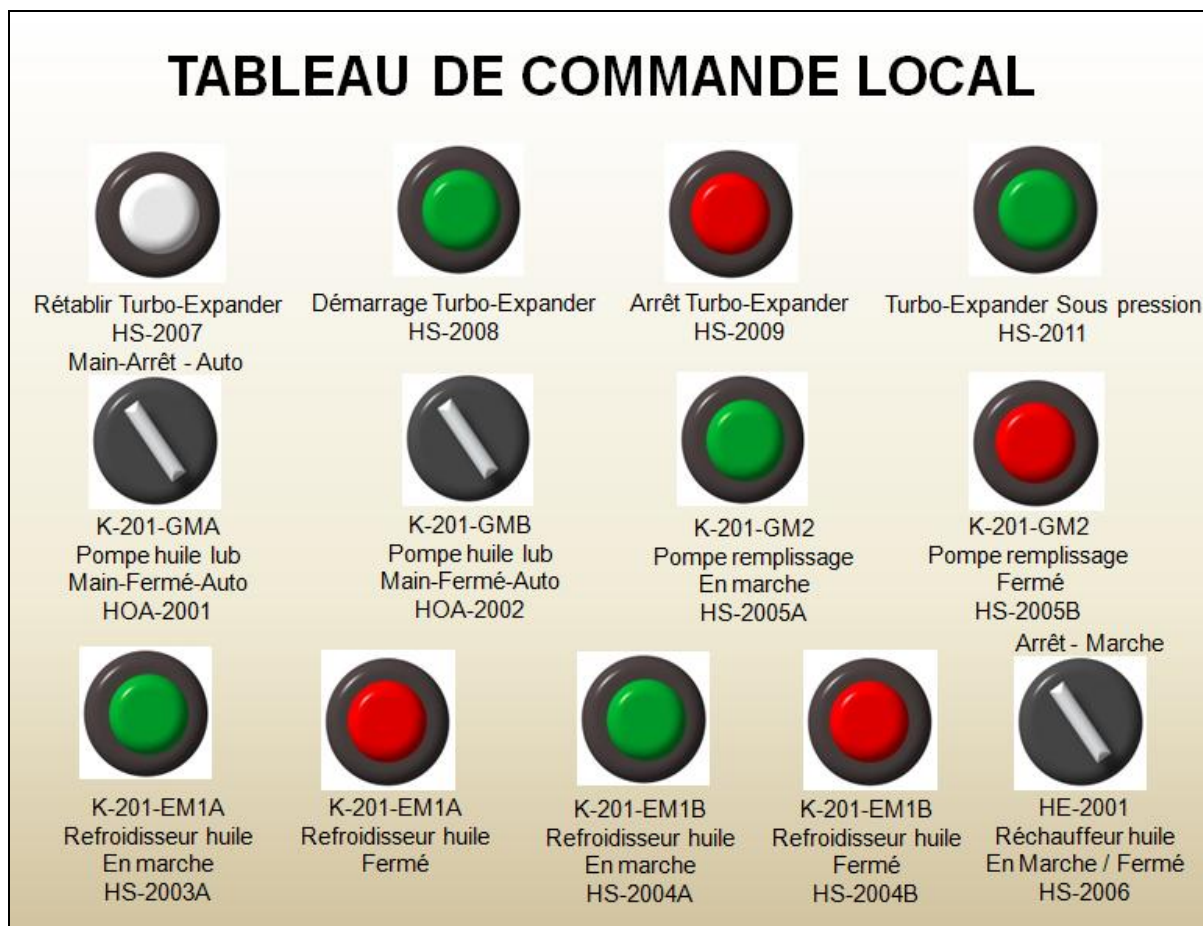 TABLEAU DE COMMANDE LOCAL
Rétablir Turbo-Expander
HS-2007
Main-Arrêt - Auto
Démarrage Turbo-Expander
HS-2008
Arrêt Turbo-Expander
HS-2009
Turbo-Expander Sous pression
HS-2011
K-201-GMA
Pompe huile lub
Main-Fermé-Auto
HOA-2001
K-201-GMB
Pompe huile lub
Main-Fermé-Auto
HOA-2002
K-201-GM2
Pompe remplissage
En marche
HS-2005A
K-201-GM2
Pompe remplissage
Fermé
HS-2005B
Arrêt - Marche
K-201-EM1A
Refroidisseur huile
En marche
HS-2003A
K-201-EM1A
Refroidisseur huile
Fermé
K-201-EM1B
Refroidisseur huile
En marche
HS-2004A
K-201-EM1B
Refroidisseur huile
Fermé
HS-2004B
HE-2001
Réchauffeur huile
En Marche / Fermé
HS-2006